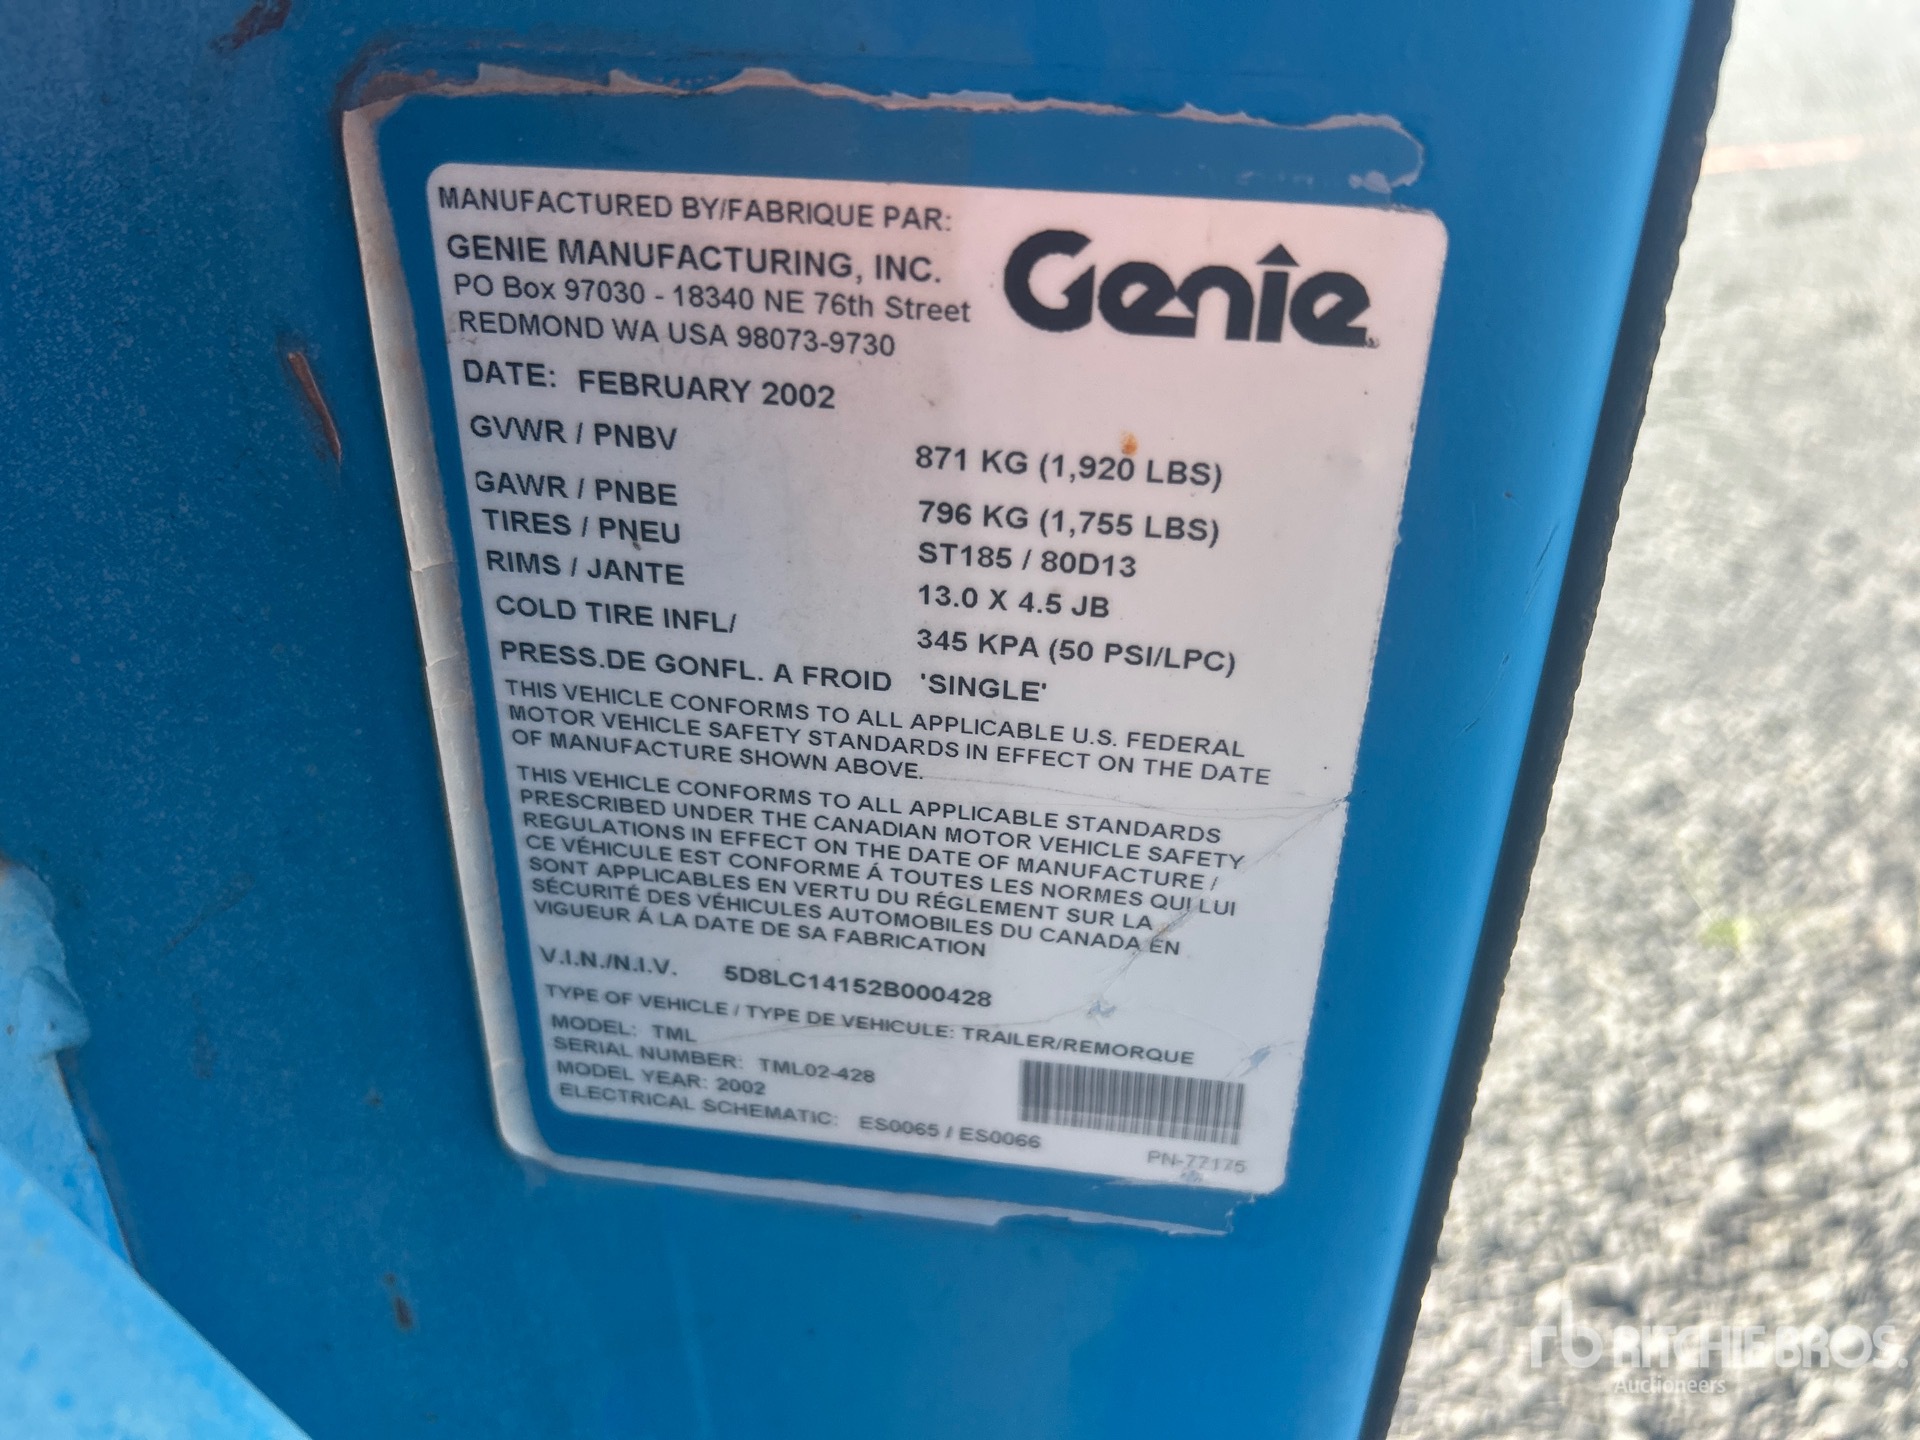 MANUFACTURED BY/FABRIQUE PAR:
GENIE MANUFACTURING, INC.
PO Box 97030 - 18340 NE 76th Street
REDMOND WA USA 98073-9730
Genie
DATE: FEBRUARY 2002
GVWR / PNBV 871 KG (1,920 LBS)
GAWR / PNBE 796 KG (1,755 LBS)
TIRES / PNEU ST185 / 80D13
RIMS / JANTE 13.0 X 4.5 JB
COLD TIRE INFL/ 345 KPA (50 PSI/LPC)
PRESS.DE GONFL. A FROID 'SINGLE'
THIS VEHICLE CONFORMS TO ALL APPLICABLE U.S. FEDERAL
MOTOR VEHICLE SAFETY STANDARDS IN EFFECT ON THE DATE
OF MANUFACTURE SHOWN ABOVE.
THIS VEHICLE CONFORMS TO ALL APPLICABLE STANDARDS
PRESCRIBED UNDER THE CANADIAN MOTOR VEHICLE SAFETY
REGULATIONS IN EFFECT ON THE DATE OF MANUFACTURE /
CE VÉHICULE EST CONFORME Á TOUTES LES NORMES QUI LUI
SONT APPLICABLES EN VERTU DU RÉGLEMENT SUR LA
SÉCURITÉ DES VÉHICULES AUTOMOBILES DU CANADA EN
VIGUEUR Á LA DATE DE SA FABRICATION
V.I.N./N.I.V. 5D8LC14152B000428
TYPE OF VEHICLE / TYPE DE VEHICULE: TRAILER/REMORQUE
MODEL: TML
SERIAL NUMBER: TML02-428
MODEL YEAR: 2002
ELECTRICAL SCHEMATIC: ES0065 / ES0066
PN-77175
rb RITCHIE BROS.
Auctioneers